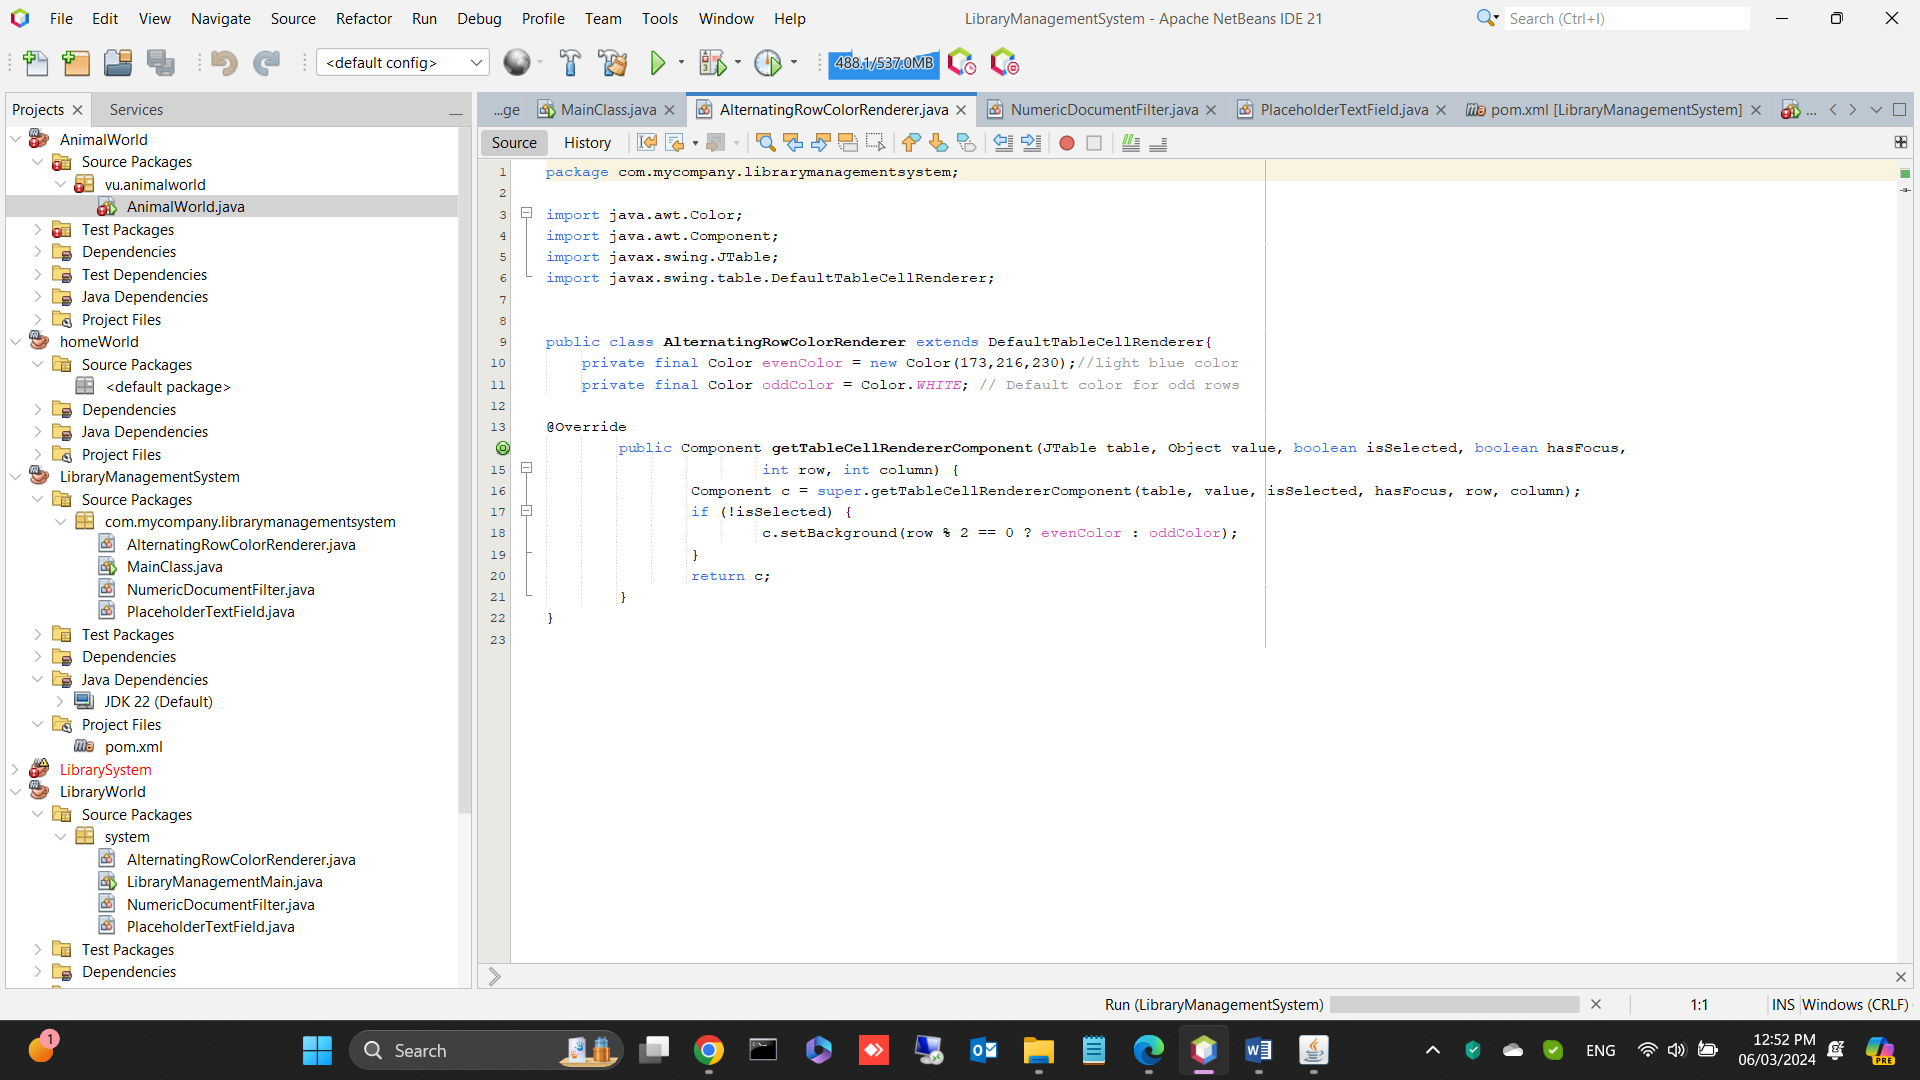 File Edit View Navigate Source Refactor Run Debug Profile Team Tools Window Help
LibraryManagementSystem - Apache NetBeans IDE 21
Search (Ctrl+I)
<default config>
488.1/537.0MB
Projects
Services
AnimalWorld
Source Packages
vu.animalworld
AnimalWorld.java
Test Packages
Dependencies
Test Dependencies
Java Dependencies
Project Files
homeWorld
Source Packages
<default package>
Dependencies
Java Dependencies
Project Files
LibraryManagementSystem
Source Packages
com.mycompany.librarymanagementsystem
AlternatingRowColorRenderer.java
MainClass.java
NumericDocumentFilter.java
PlaceholderTextField.java
Test Packages
Dependencies
Java Dependencies
JDK 22 (Default)
Project Files
pom.xml
LibrarySystem
LibraryWorld
Source Packages
system
AlternatingRowColorRenderer.java
LibraryManagementMain.java
NumericDocumentFilter.java
PlaceholderTextField.java
Test Packages
Dependencies
...ge MainClass.java AlternatingRowColorRenderer.java NumericDocumentFilter.java PlaceholderTextField.java pom.xml [LibraryManagementSystem] ...
Source History
1 package com.mycompany.librarymanagementsystem;
2
3 import java.awt.Color;
4 import java.awt.Component;
5 import javax.swing.JTable;
6 import javax.swing.table.DefaultTableCellRenderer;
7
8
9 public class AlternatingRowColorRenderer extends DefaultTableCellRenderer{
10 private final Color evenColor = new Color(173,216,230);//light blue color
11 private final Color oddColor = Color.WHITE; // Default color for odd rows
12
13 @Override
public Component getTableCellRendererComponent(JTable table, Object value, boolean isSelected, boolean hasFocus,
15 int row, int column) {
16 Component c = super.getTableCellRendererComponent(table, value, isSelected, hasFocus, row, column);
17 if (!isSelected) {
18 c.setBackground(row % 2 == 0 ? evenColor : oddColor);
19 }
20 return c;
21 }
22 }
23
Run (LibraryManagementSystem)
1:1
INS
Windows (CRLF)
1
Search
ENG
12:52 PM
06/03/2024
PRE